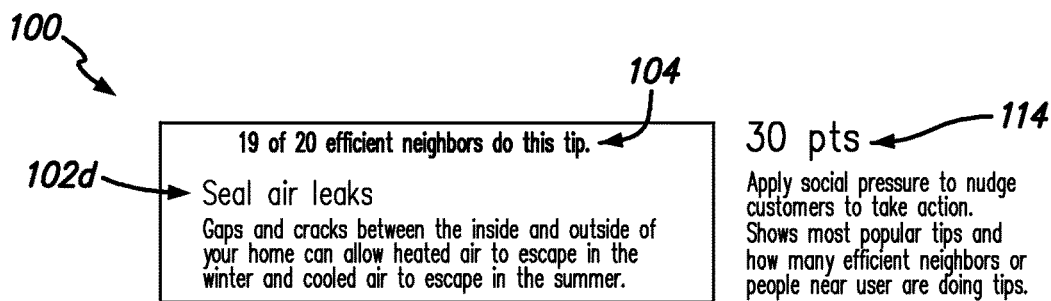 100
104
114
102d
19 of 20 efficient neighbors do this tip.
Seal air leaks
Gaps and cracks between the inside and outside of
your home can allow heated air to escape in the
winter and cooled air to escape in the summer.
30 pts
Apply social pressure to nudge
customers to take action.
Shows most popular tips and
how many efficient neighbors or
people near user are doing tips.